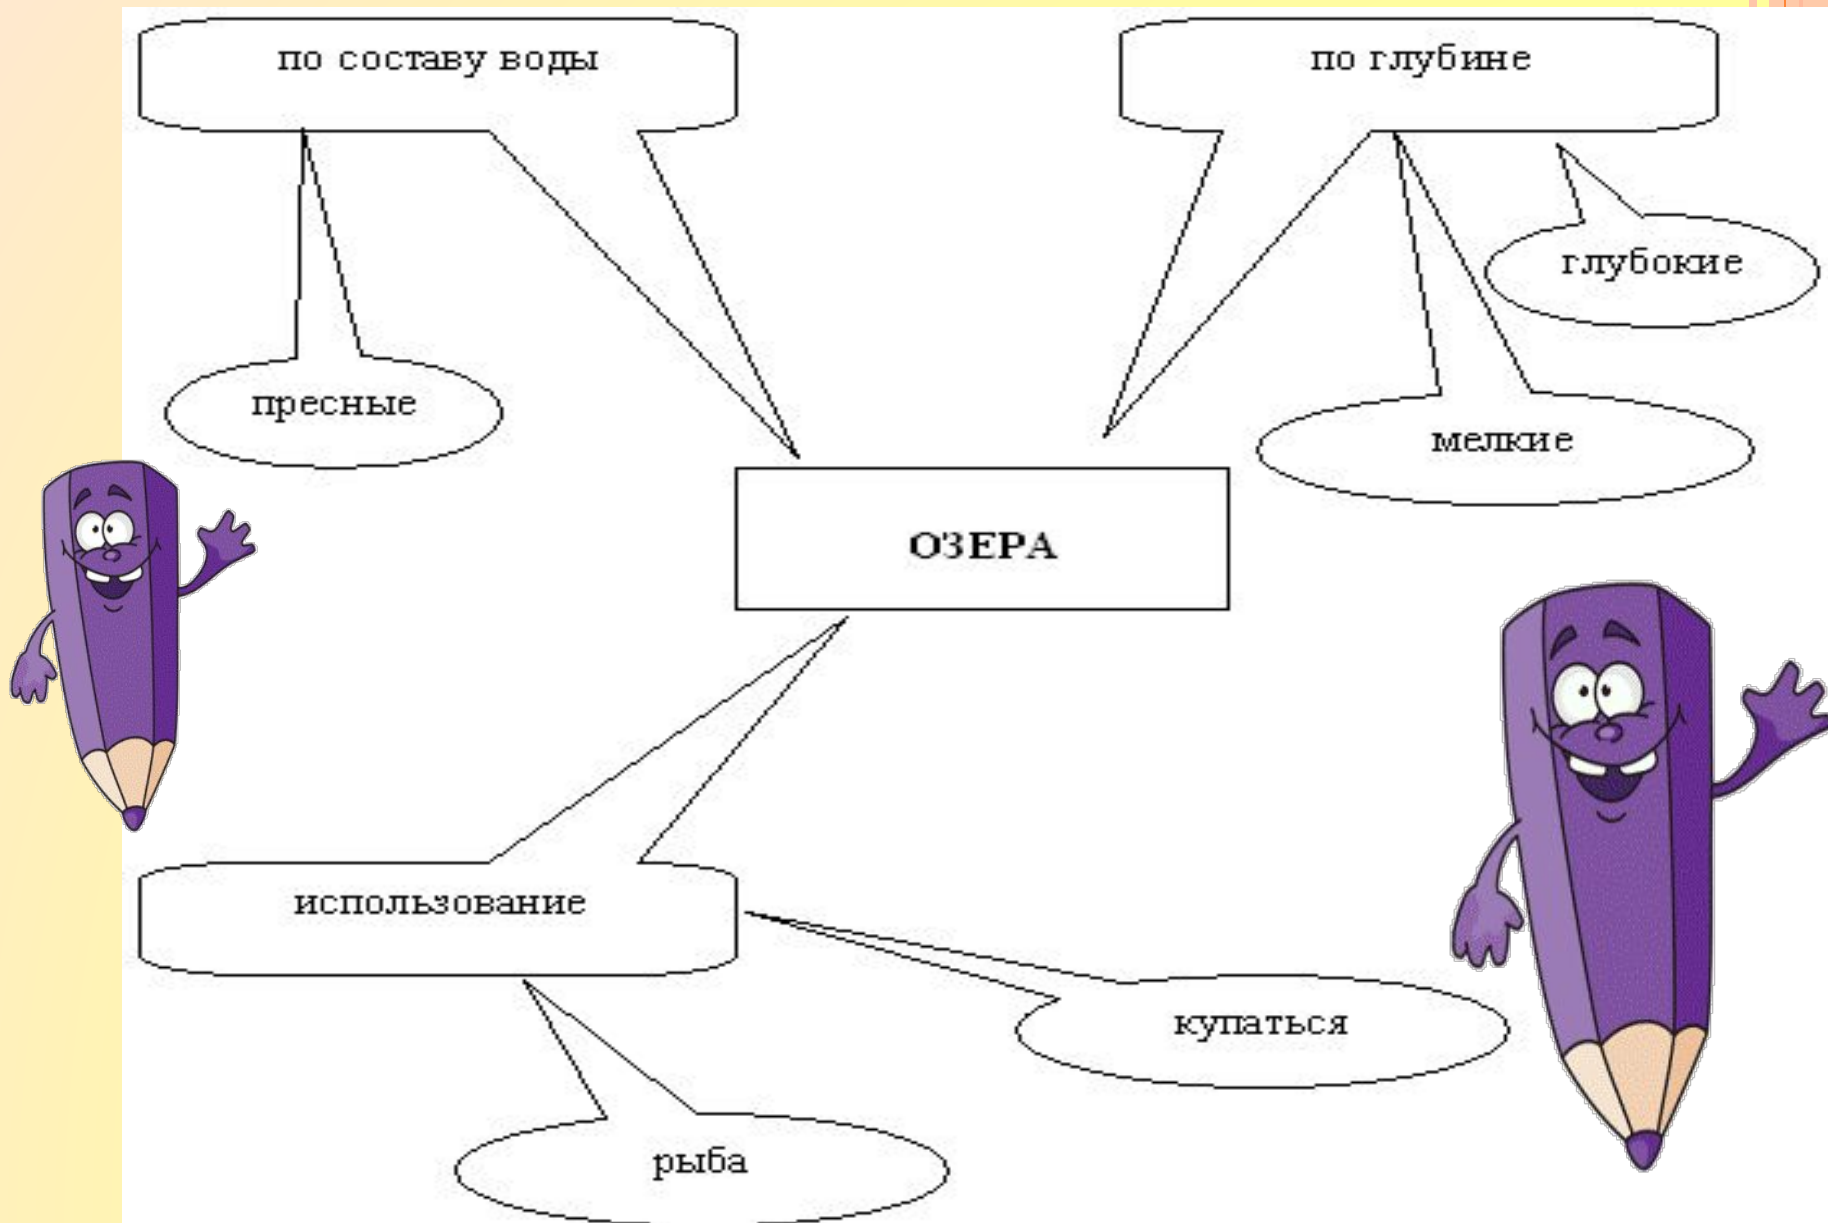 по составу воды
по глубине
глубокие
пресные
мелкие
ОЗЕРА
использование
купаться
рыба